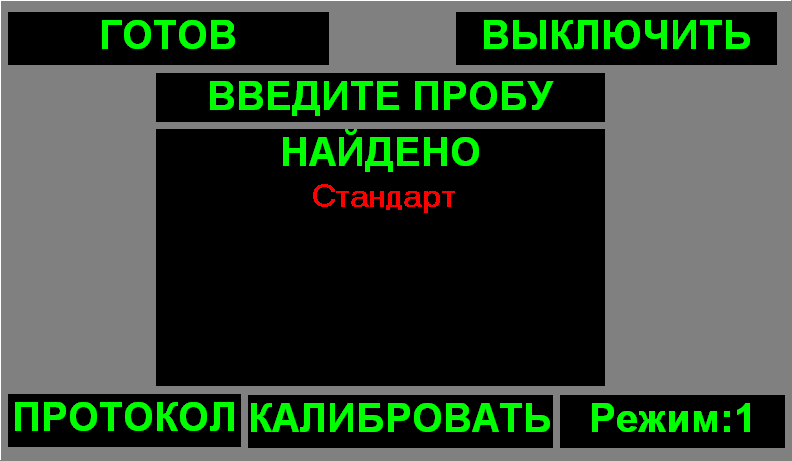 ГОТОВ
ВЫКЛЮЧИТЬ
ВВЕДИТЕ ПРОБУ
НАЙДЕНО
Стандарт
ПРОТОКОЛ
КАЛИБРОВАТЬ
Режим:1